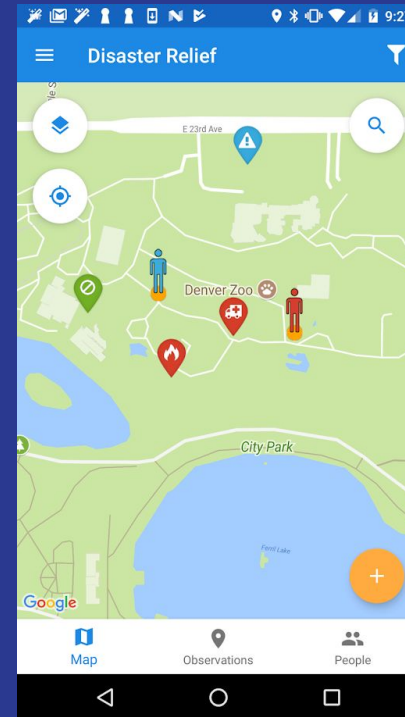 9:2
Disaster Relief
E 23rd Ave
Denver Zoo
City Park
Ferril Lake
Google
Map
Observations
People